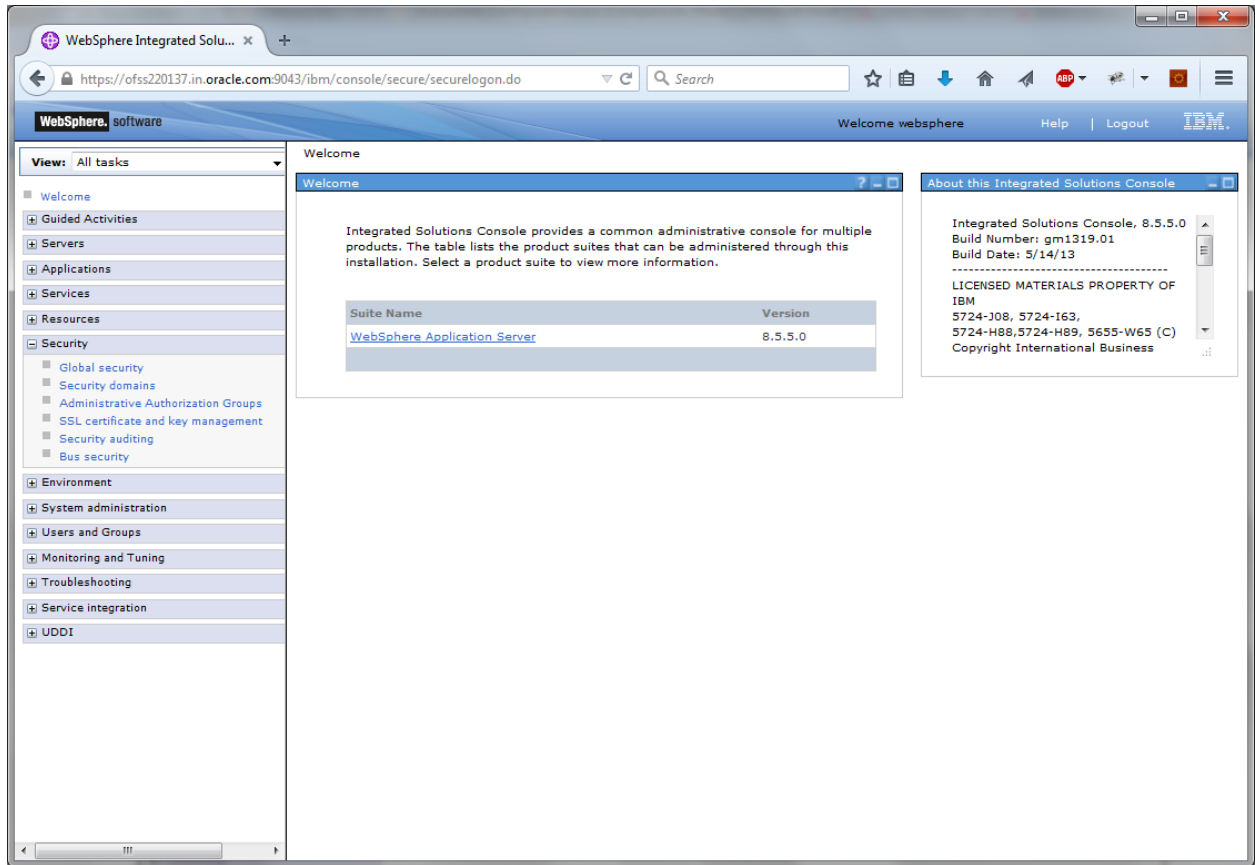 WebSphere Integrated Solu...
https://ofss220137.in.oracle.com:9043/ibm/console/secure/securelogon.do
Search
ABP
WebSphere. software
Welcome websphere
Help | Logout
IBM.
View: All tasks
Welcome
Guided Activities
Servers
Applications
Services
Resources
Security
Global security
Security domains
Administrative Authorization Groups
SSL certificate and key management
Security auditing
Bus security
Environment
System administration
Users and Groups
Monitoring and Tuning
Troubleshooting
Service integration
UDDI
Welcome
Welcome
Integrated Solutions Console provides a common administrative console for multiple
products. The table lists the product suites that can be administered through this
installation. Select a product suite to view more information.
Suite Name Version
WebSphere Application Server 8.5.5.0
About this Integrated Solutions Console
Integrated Solutions Console, 8.5.5.0
Build Number: gm1319.01
Build Date: 5/14/13
---------------------------------------
LICENSED MATERIALS PROPERTY OF
IBM
5724-J08, 5724-I63,
5724-H88,5724-H89, 5655-W65 (C)
Copyright International Business